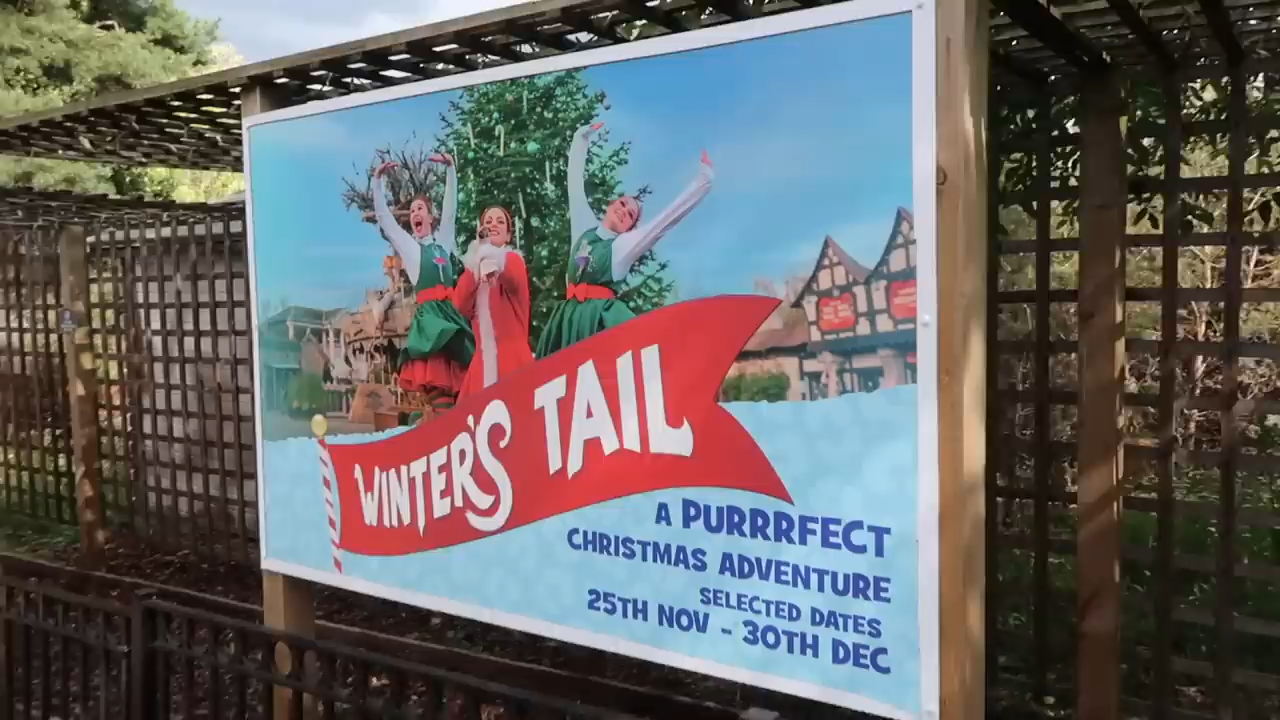 WINTER'S TAIL
A PURRRFECT
CHRISTMAS ADVENTURE
SELECTED DATES
25TH NOV - 30TH DEC